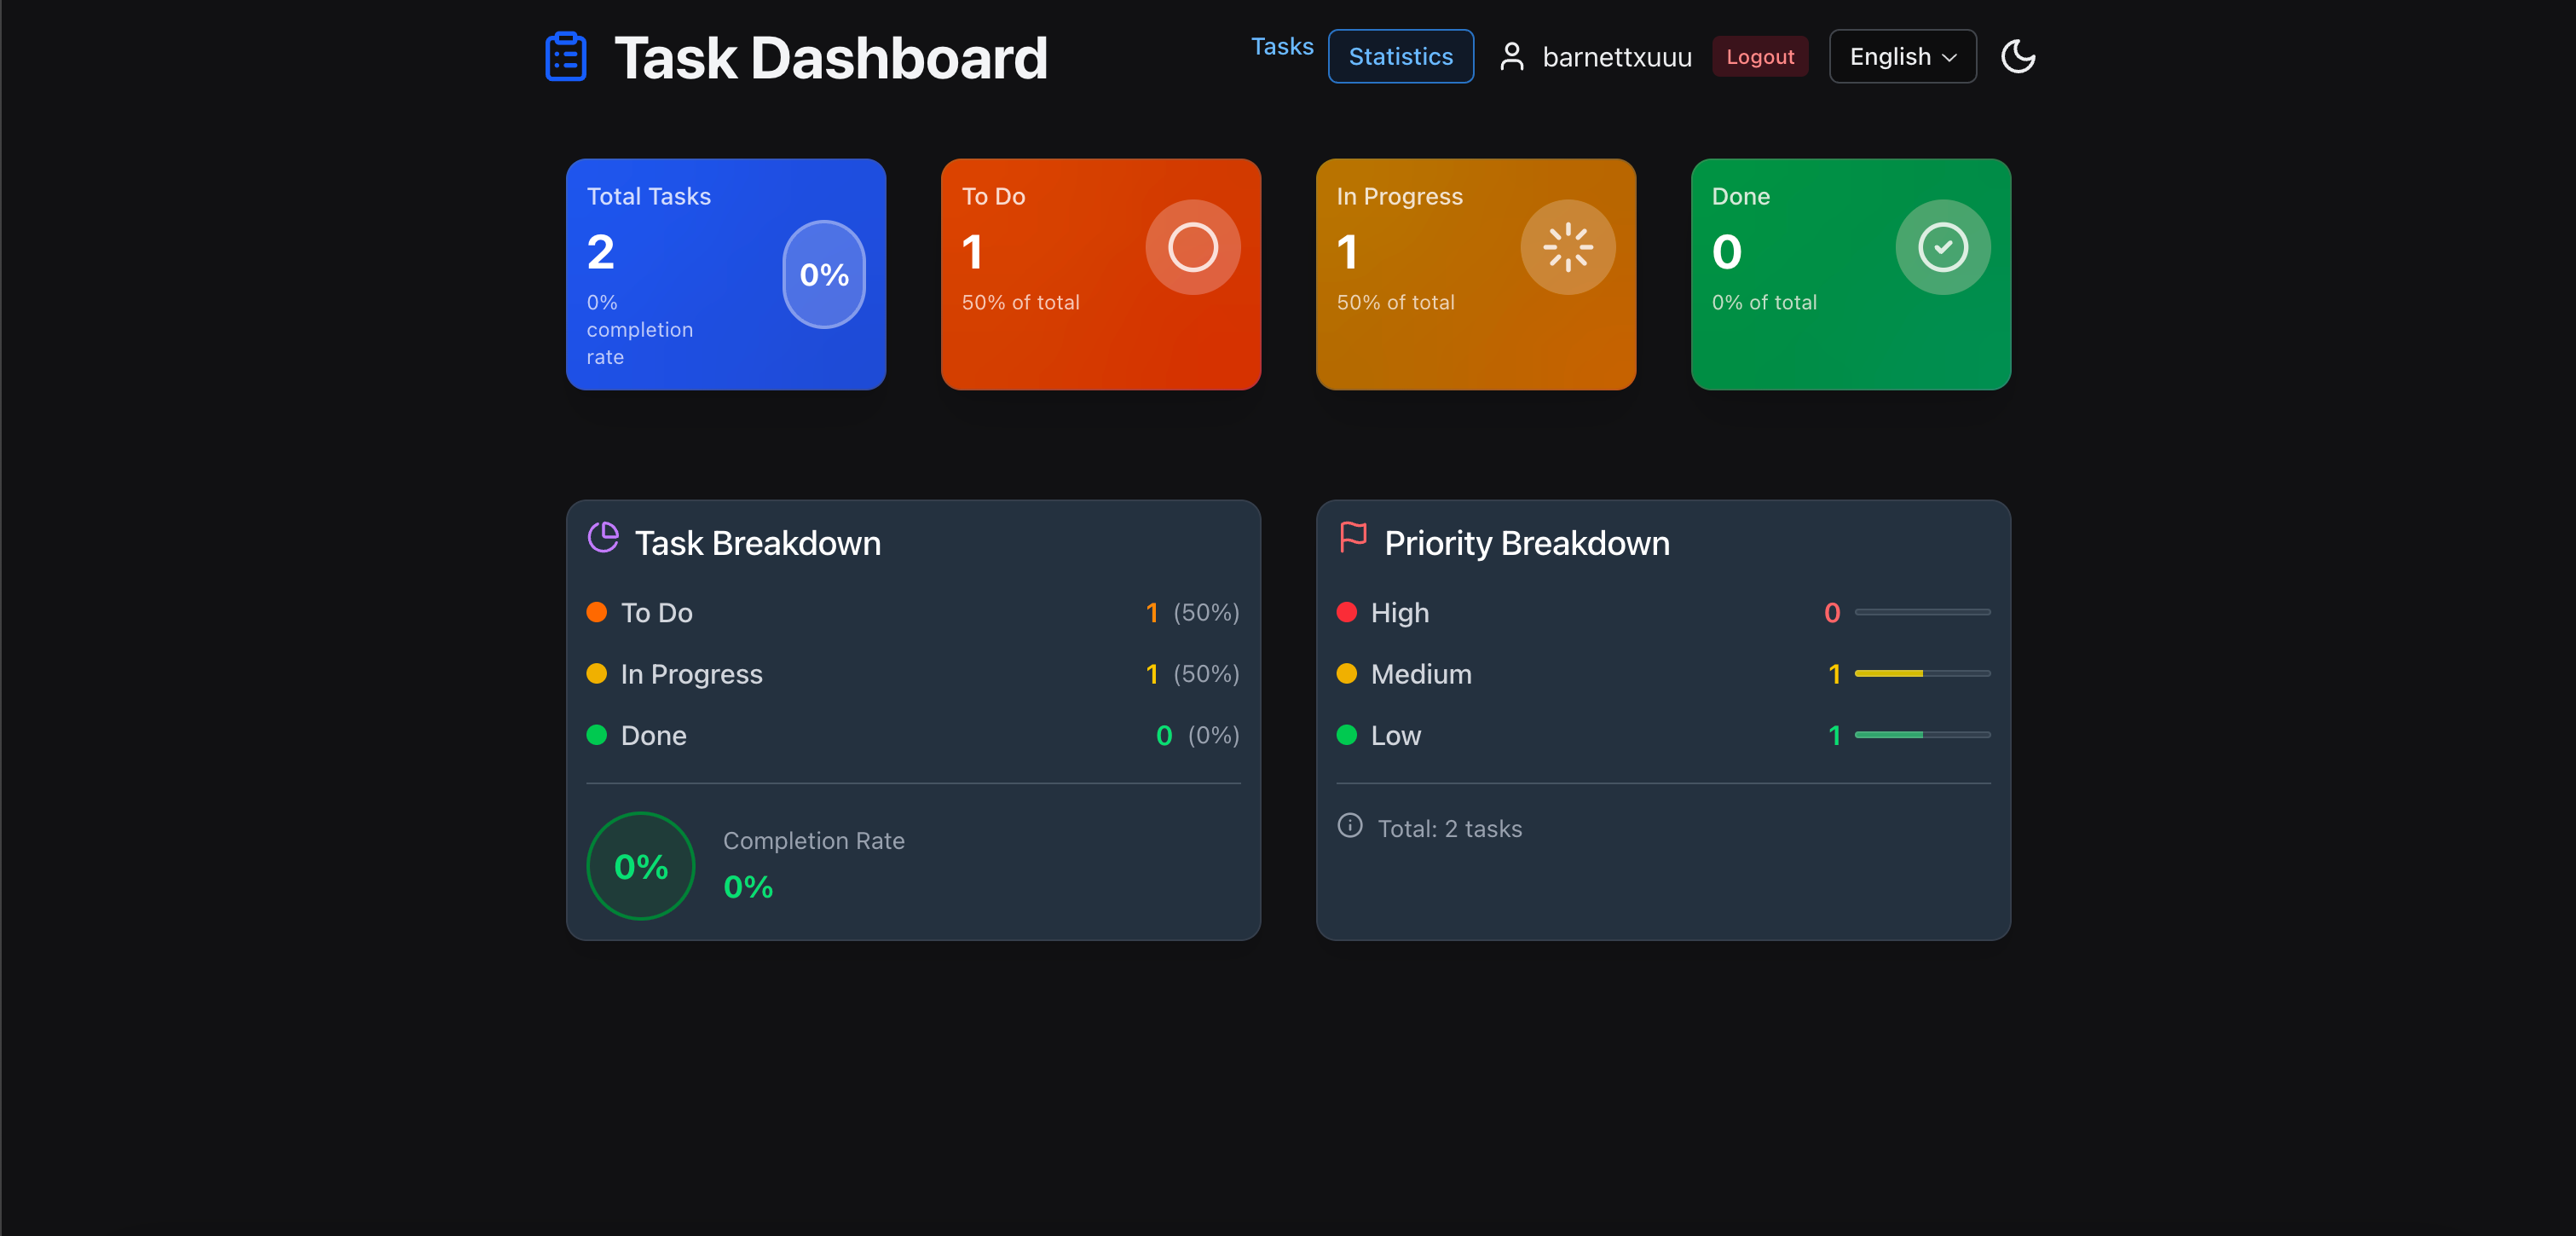 Task Dashboard
Tasks
Statistics
barnettxuuu
Logout
English
Total Tasks
2
0%
completion
rate
0%
To Do
1
50% of total
In Progress
1
50% of total
Done
0
0% of total
Task Breakdown
To Do
1 (50%)
In Progress
1 (50%)
Done
0 (0%)
0%
Completion Rate
0%
Priority Breakdown
High
0
Medium
1
Low
1
Total: 2 tasks